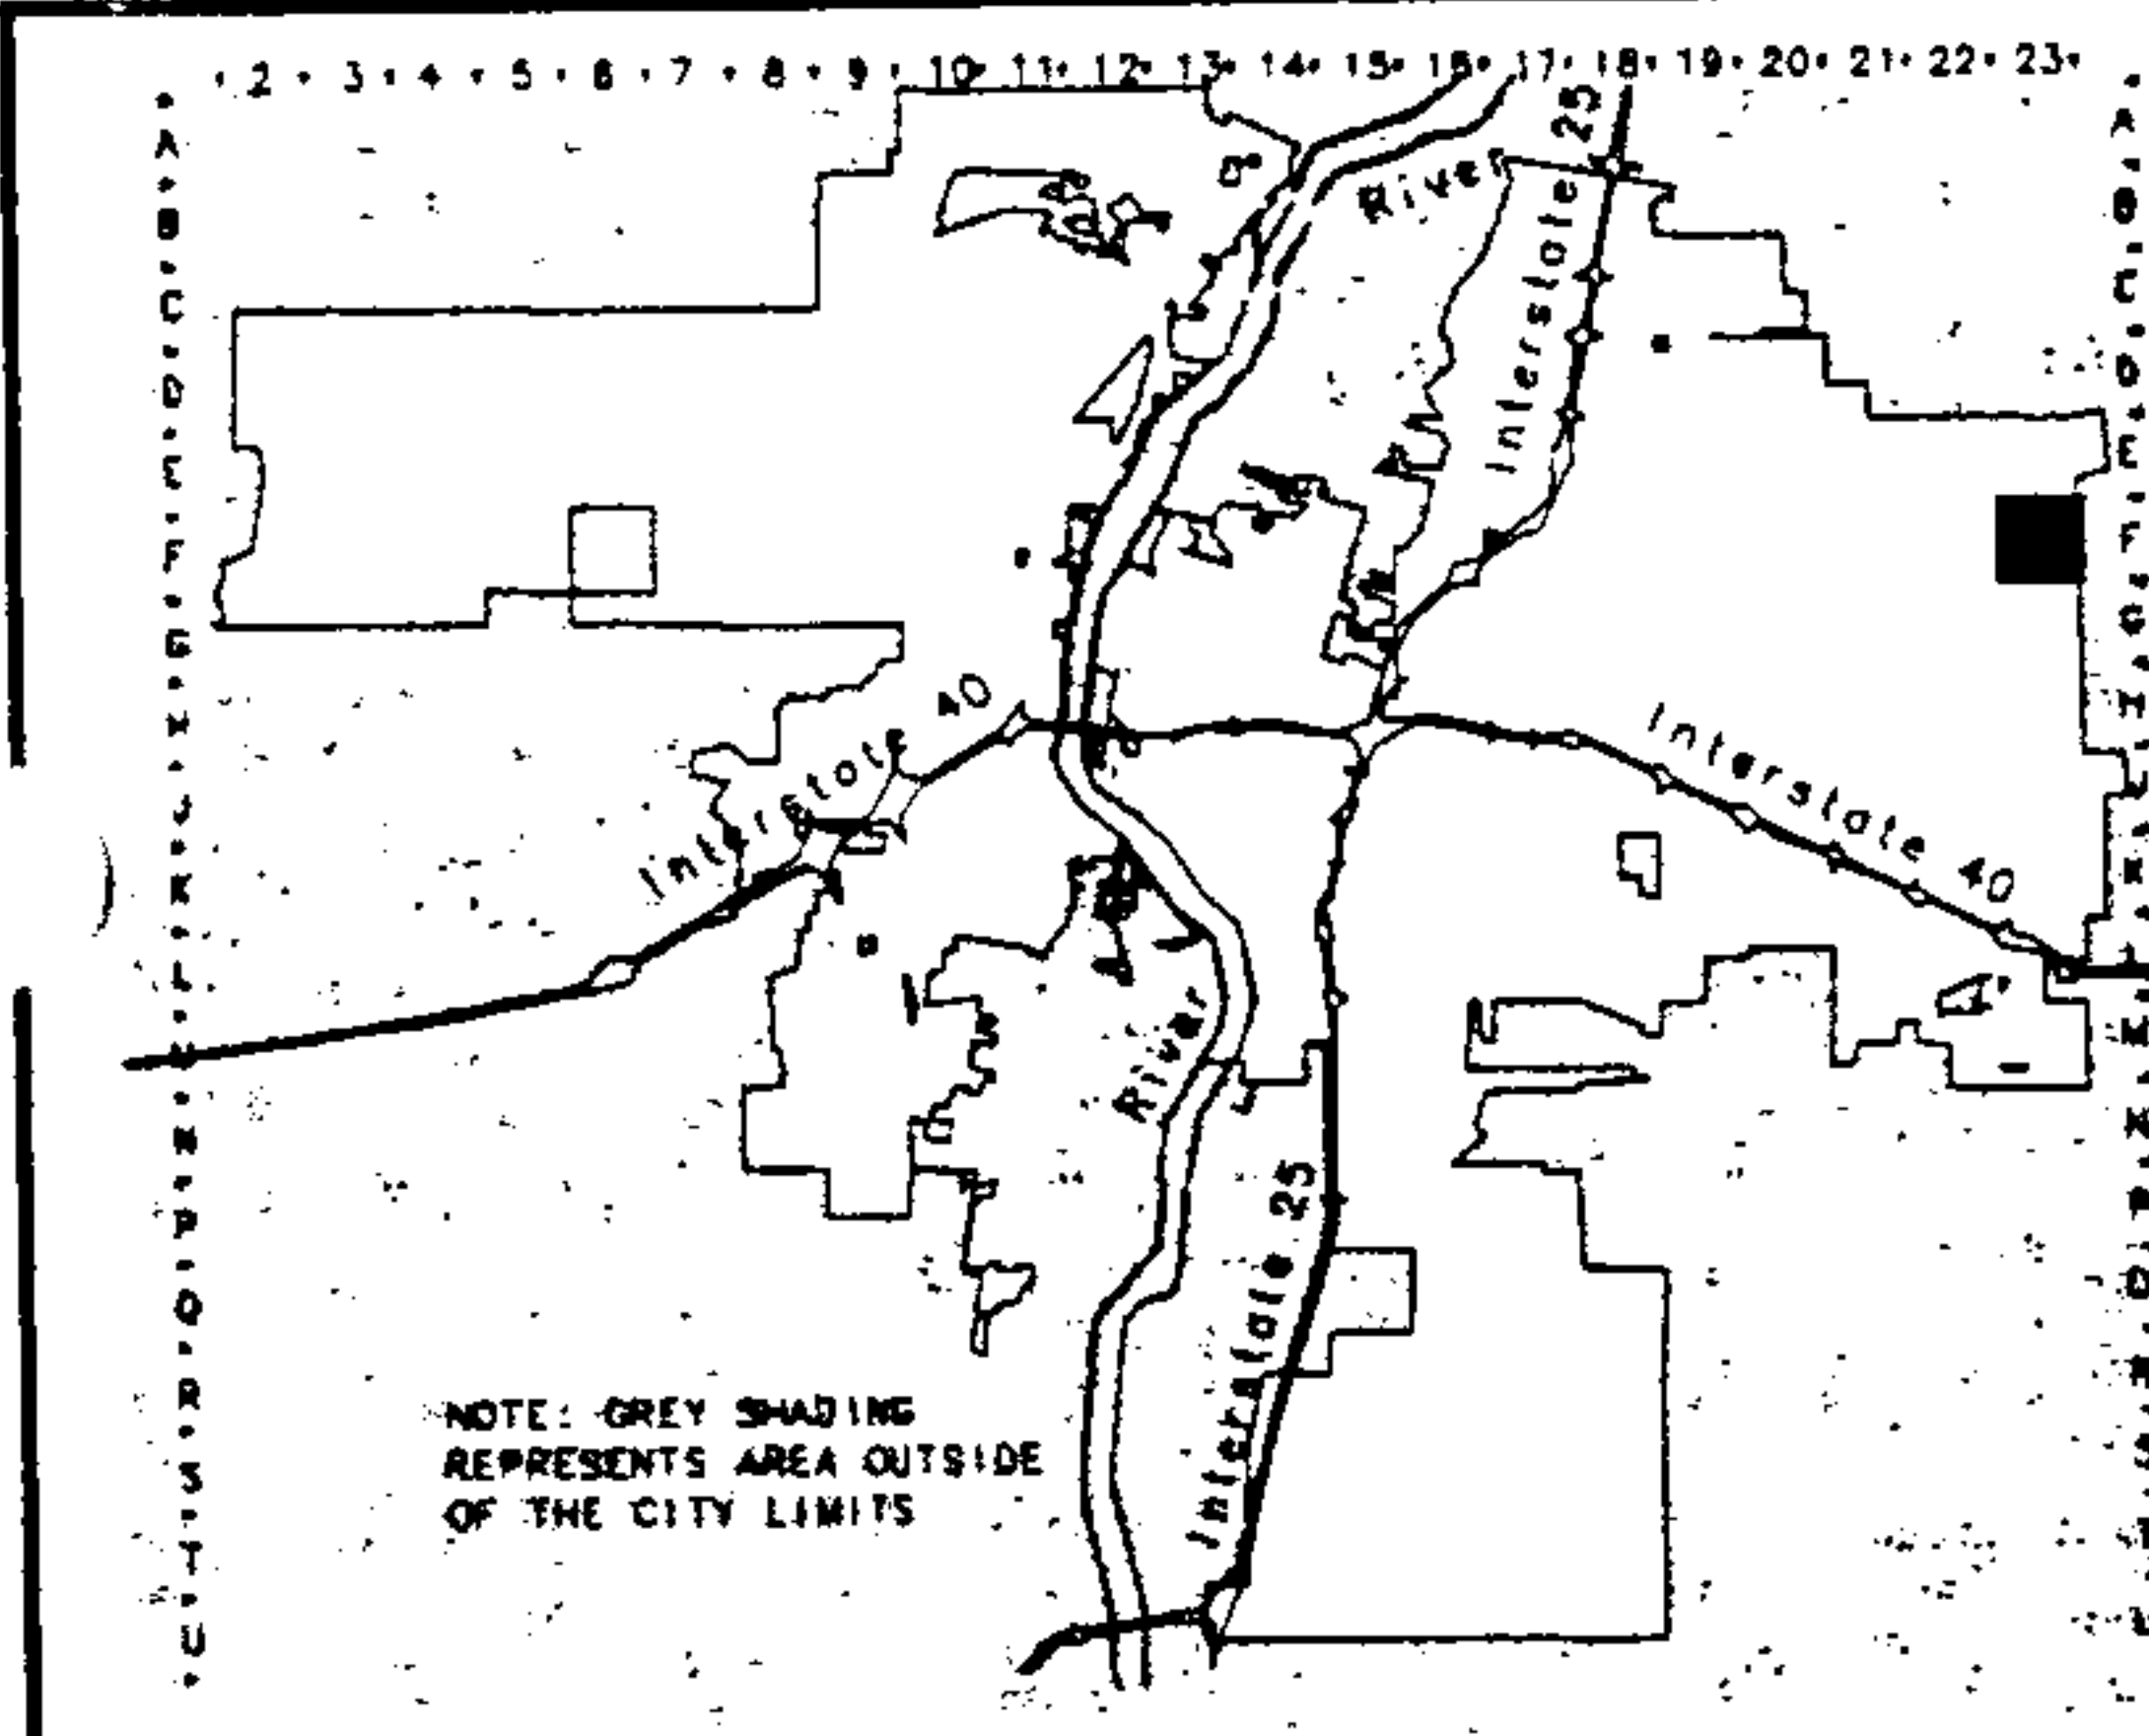 2 3 4 5 6 7 8 9 10 11 12 13 14 15 16 17 18 19 20 21 22 23
A A
B B
C C
D D
E E
F F
G G
H H
J J
K K
L L
M M
N N
P P
Q Q
R R
S S
T T
U
River
Interstate 25
Interstate 40
Interstate 40
River
Interstate 25
NOTE: GREY SHADING
REPRESENTS AREA OUTSIDE
OF THE CITY LIMITS